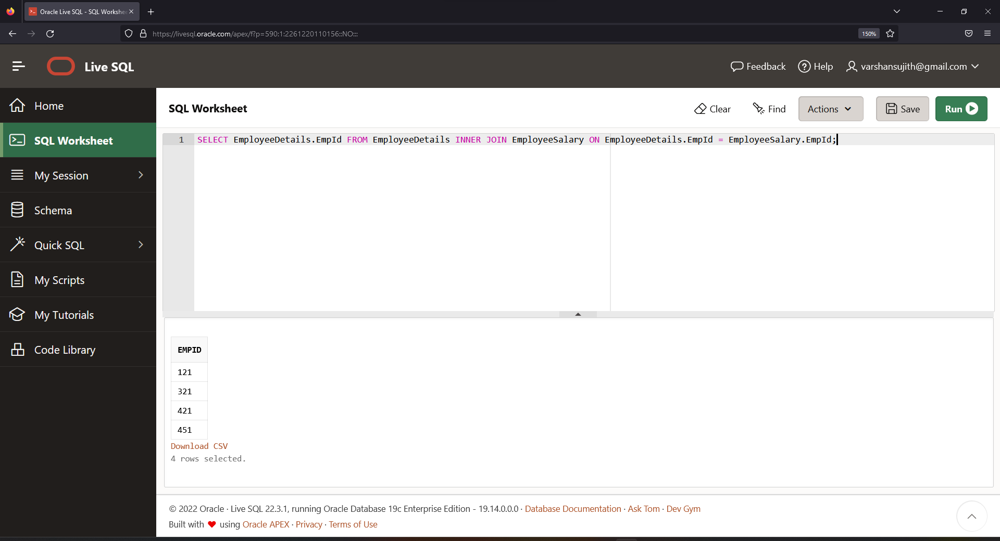 Oracle Live SQL - SQL Workshe
https://livesql.oracle.com/apex/f?p=590:1:2261220110156::NO:::
150%
Live SQL
Feedback
Help
varshansujith@gmail.com
Home
SQL Worksheet
My Session
Schema
Quick SQL
My Scripts
My Tutorials
Code Library
SQL Worksheet
Clear
Find
Actions
Save
Run
1 SELECT EmployeeDetails.EmpId FROM EmployeeDetails INNER JOIN EmployeeSalary ON EmployeeDetails.EmpId = EmployeeSalary.EmpId;
EMPID
121
321
421
451
Download CSV
4 rows selected.
© 2022 Oracle · Live SQL 22.3.1, running Oracle Database 19c Enterprise Edition - 19.14.0.0.0 · Database Documentation · Ask Tom · Dev Gym
Built with ❤ using Oracle APEX · Privacy · Terms of Use